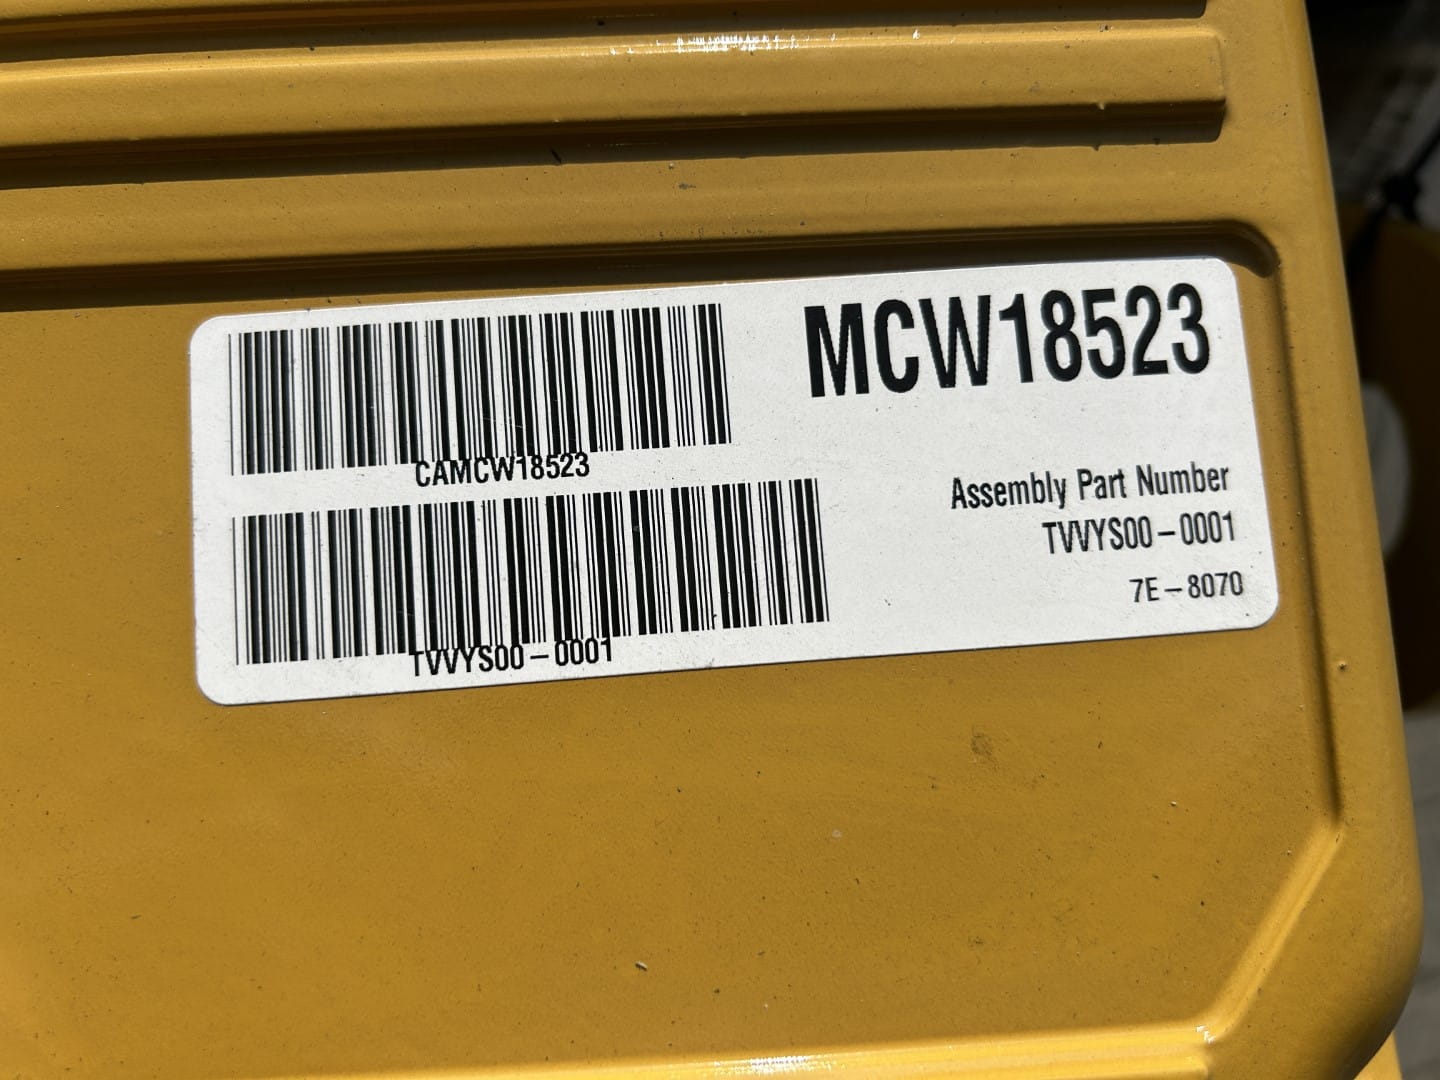 MCW18523
CAMCW18523
Assembly Part Number
TVVYS00-0001
7E-8070
TVVYS00-0001